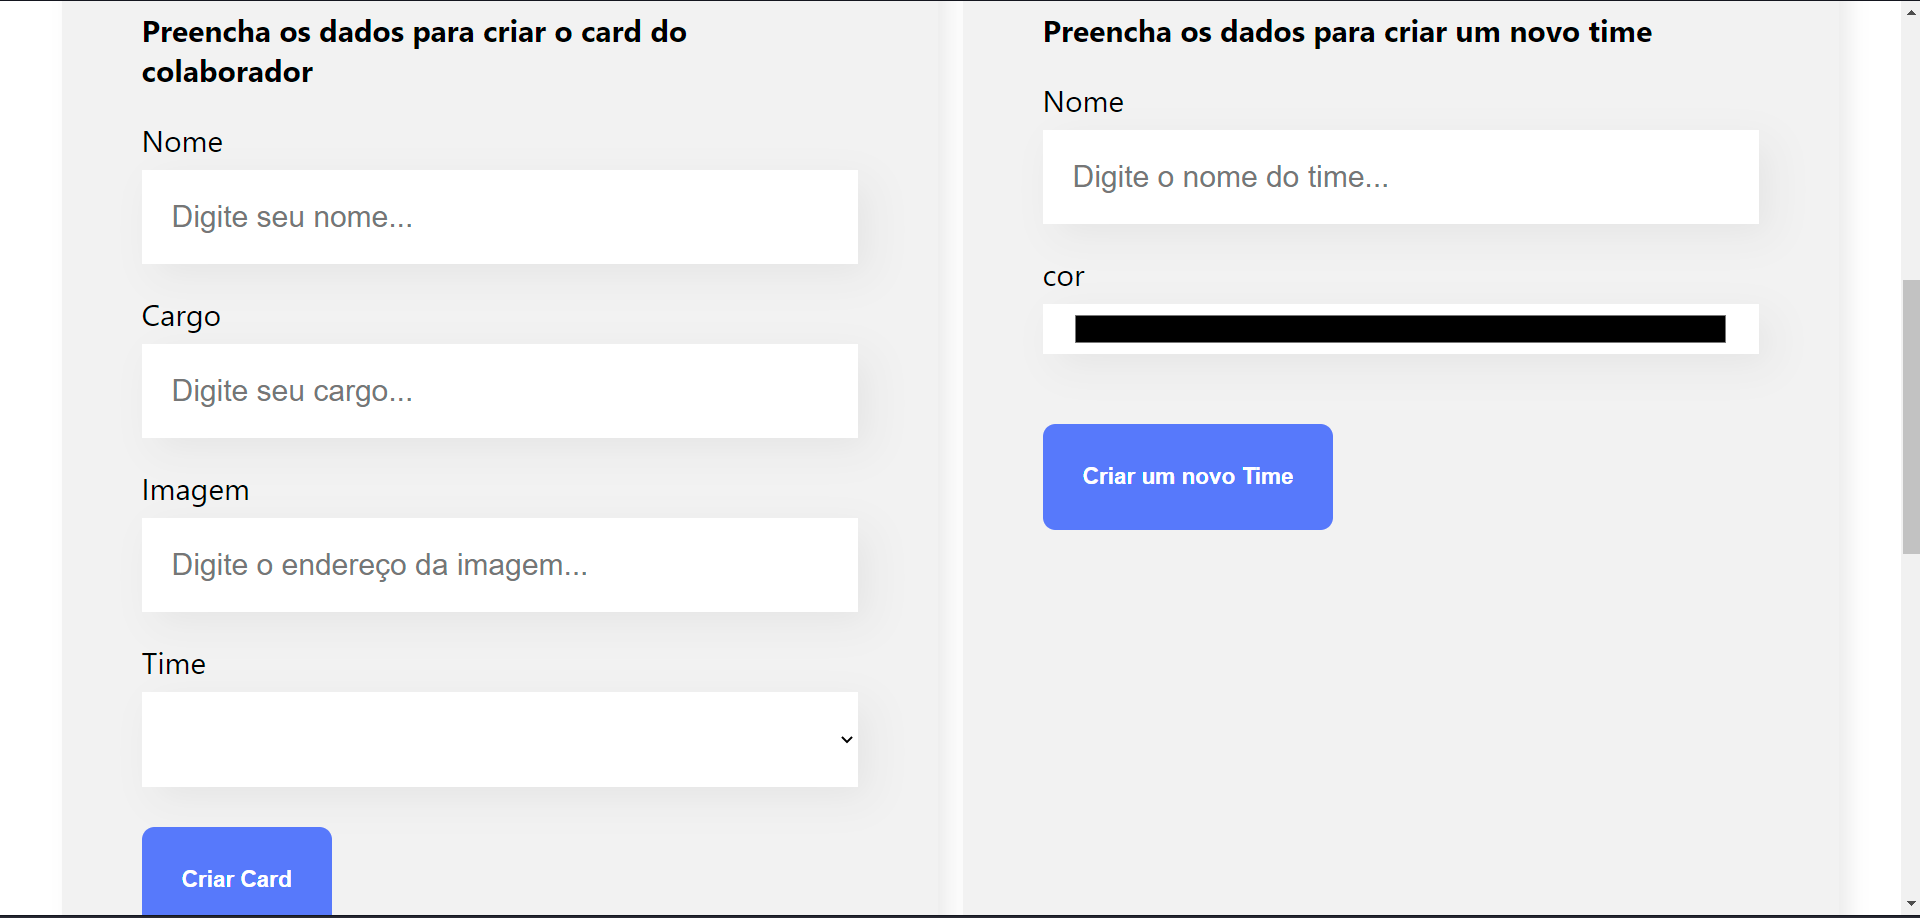 Preencha os dados para criar o card do
colaborador
Nome
Digite seu nome...
Cargo
Digite seu cargo...
Imagem
Digite o endereço da imagem...
Time
Criar Card
Preencha os dados para criar um novo time
Nome
Digite o nome do time...
cor
Criar um novo Time